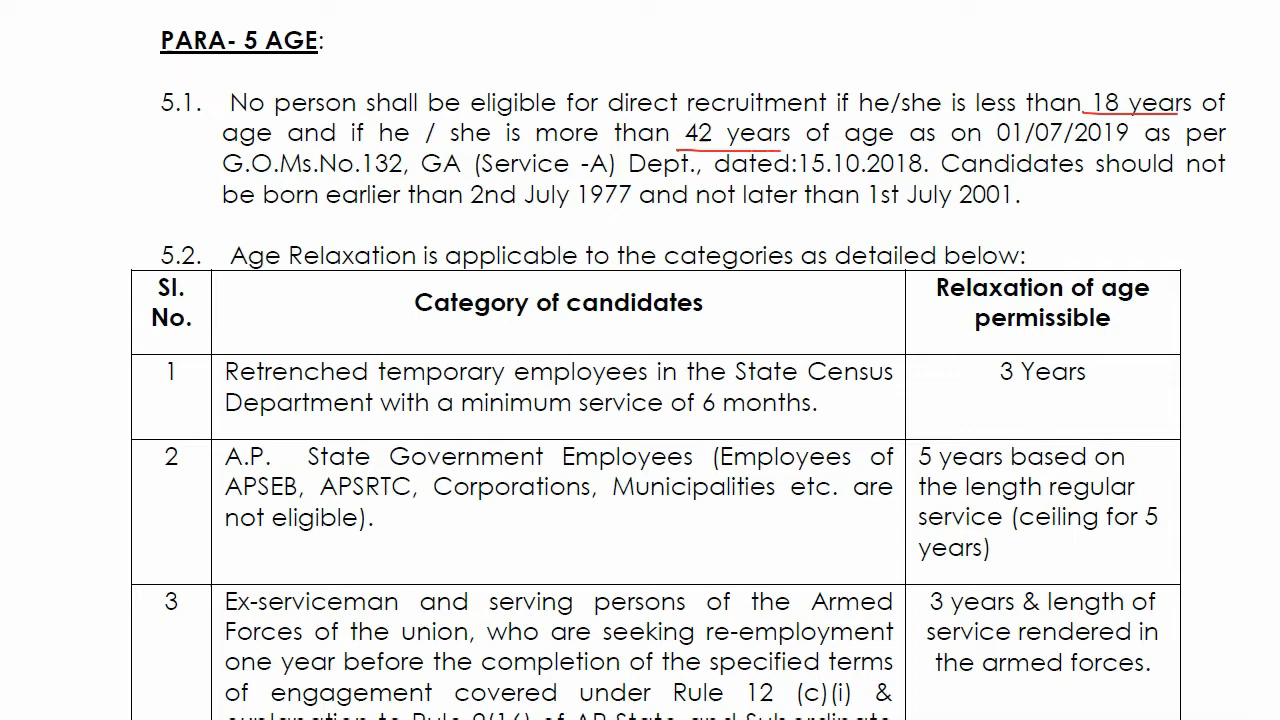 PARA- 5 AGE:
5.1. No person shall be eligible for direct recruitment if he/she is less than 18 years of
age and if he / she is more than 42 years of age as on 01/07/2019 as per
G.O.Ms.No.132, GA (Service -A) Dept., dated:15.10.2018. Candidates should not
be born earlier than 2nd July 1977 and not later than 1st July 2001.
5.2. Age Relaxation is applicable to the categories as detailed below:
Sl. No.
Category of candidates
Relaxation of age
permissible
1
Retrenched temporary employees in the State Census
Department with a minimum service of 6 months.
3 Years
2
A.P. State Government Employees (Employees of
APSEB, APSRTC, Corporations, Municipalities etc. are
not eligible).
5 years based on
the length regular
service (ceiling for 5
years)
3
Ex-serviceman and serving persons of the Armed
Forces of the union, who are seeking re-employment
one year before the completion of the specified terms
of engagement covered under Rule 12 (c)(i) &
3 years & length of
service rendered in
the armed forces.